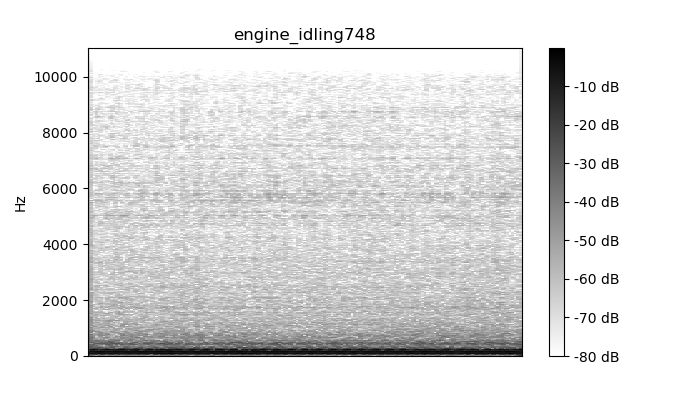 engine_idling748
10000
8000
6000
4000
2000
0
Hz
-10 dB
-20 dB
-30 dB
-40 dB
-50 dB
-60 dB
-70 dB
-80 dB